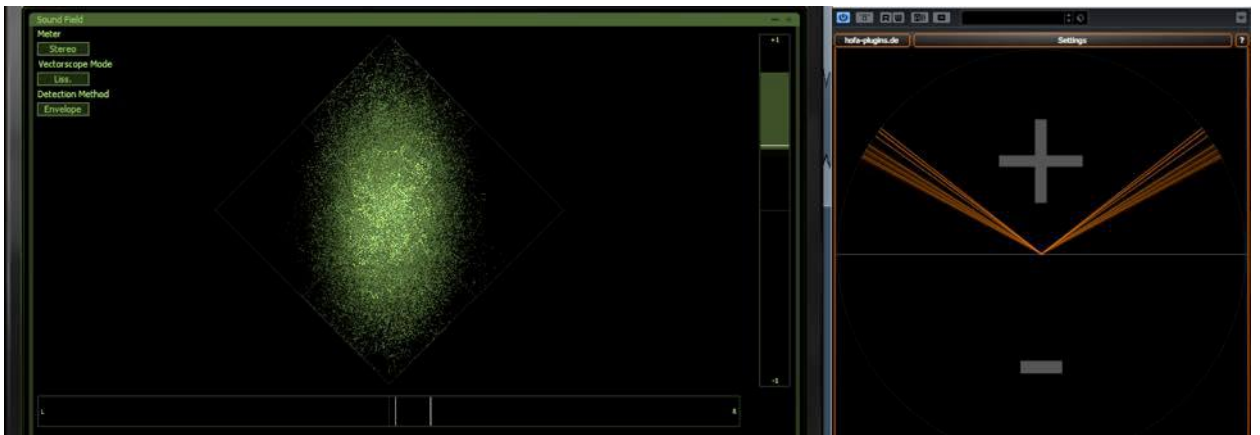 Sound Field
Meter
Stereo
Vectorscope Mode
Liss.
Detection Method
Envelope
+1
-1
L
R
R W
hofa-plugins.de
Settings
?